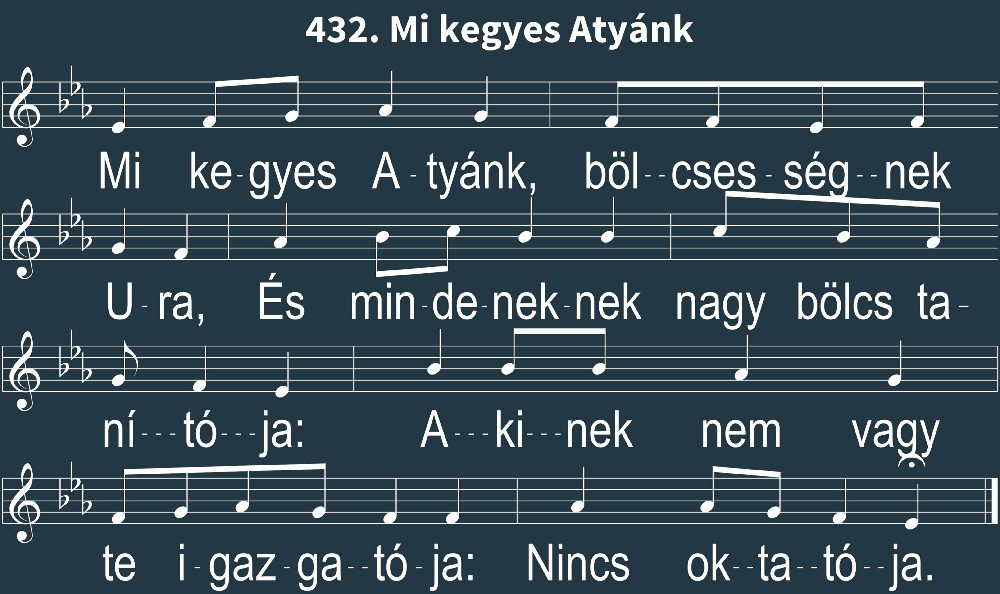 432. Mi kegyes Atyánk
Mi ke-gyes A-tyánk, böl--cses-ség--nek
U-ra, És min-de-nek-nek nagy bölcs ta-
ní---tó---ja: A---ki---nek nem vagy
te i-gaz-ga--tó-ja: Nincs ok--ta--tó--ja.